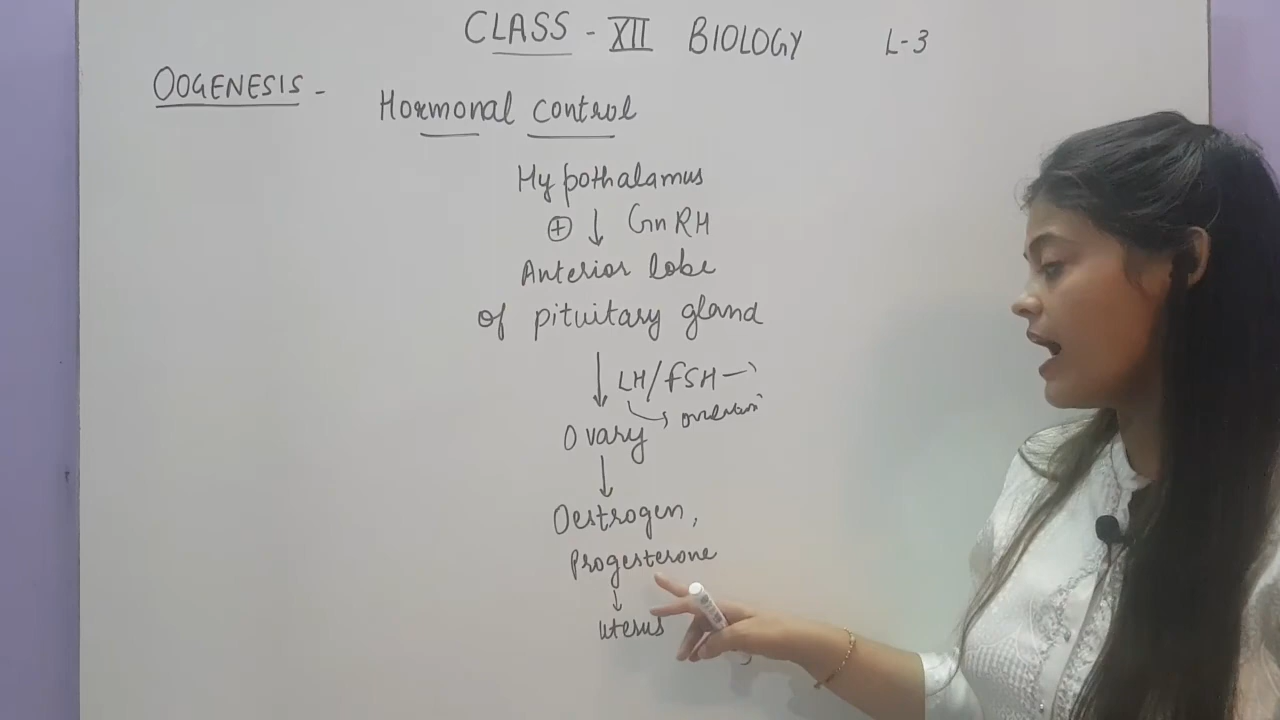 CLASS - XII BIOLOGY L-3
OOGENESIS -
Hormonal control
Hypothalamus
⊕ ↓ GnRH
Anterior lobe
of pituitary gland
↓ LH/FSH →
Ovary
↓
Oestrogen,
Progesterone
↓
Uterus